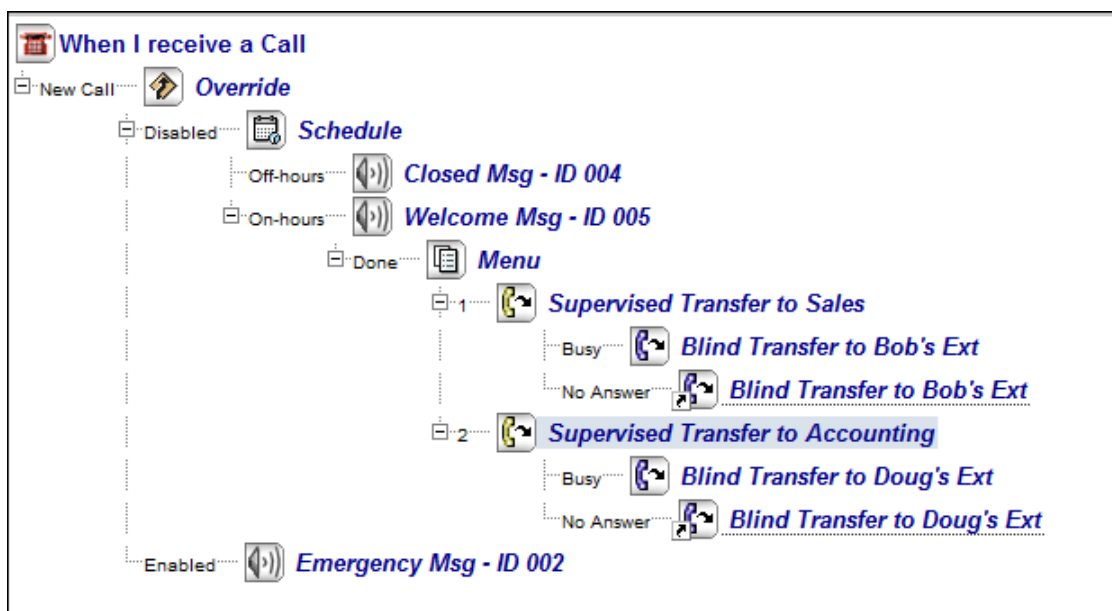 When I receive a Call
New Call Override
Disabled Schedule
Off-hours Closed Msg - ID 004
On-hours Welcome Msg - ID 005
Done Menu
1 Supervised Transfer to Sales
Busy Blind Transfer to Bob's Ext
No Answer Blind Transfer to Bob's Ext
2 Supervised Transfer to Accounting
Busy Blind Transfer to Doug's Ext
No Answer Blind Transfer to Doug's Ext
Enabled Emergency Msg - ID 002